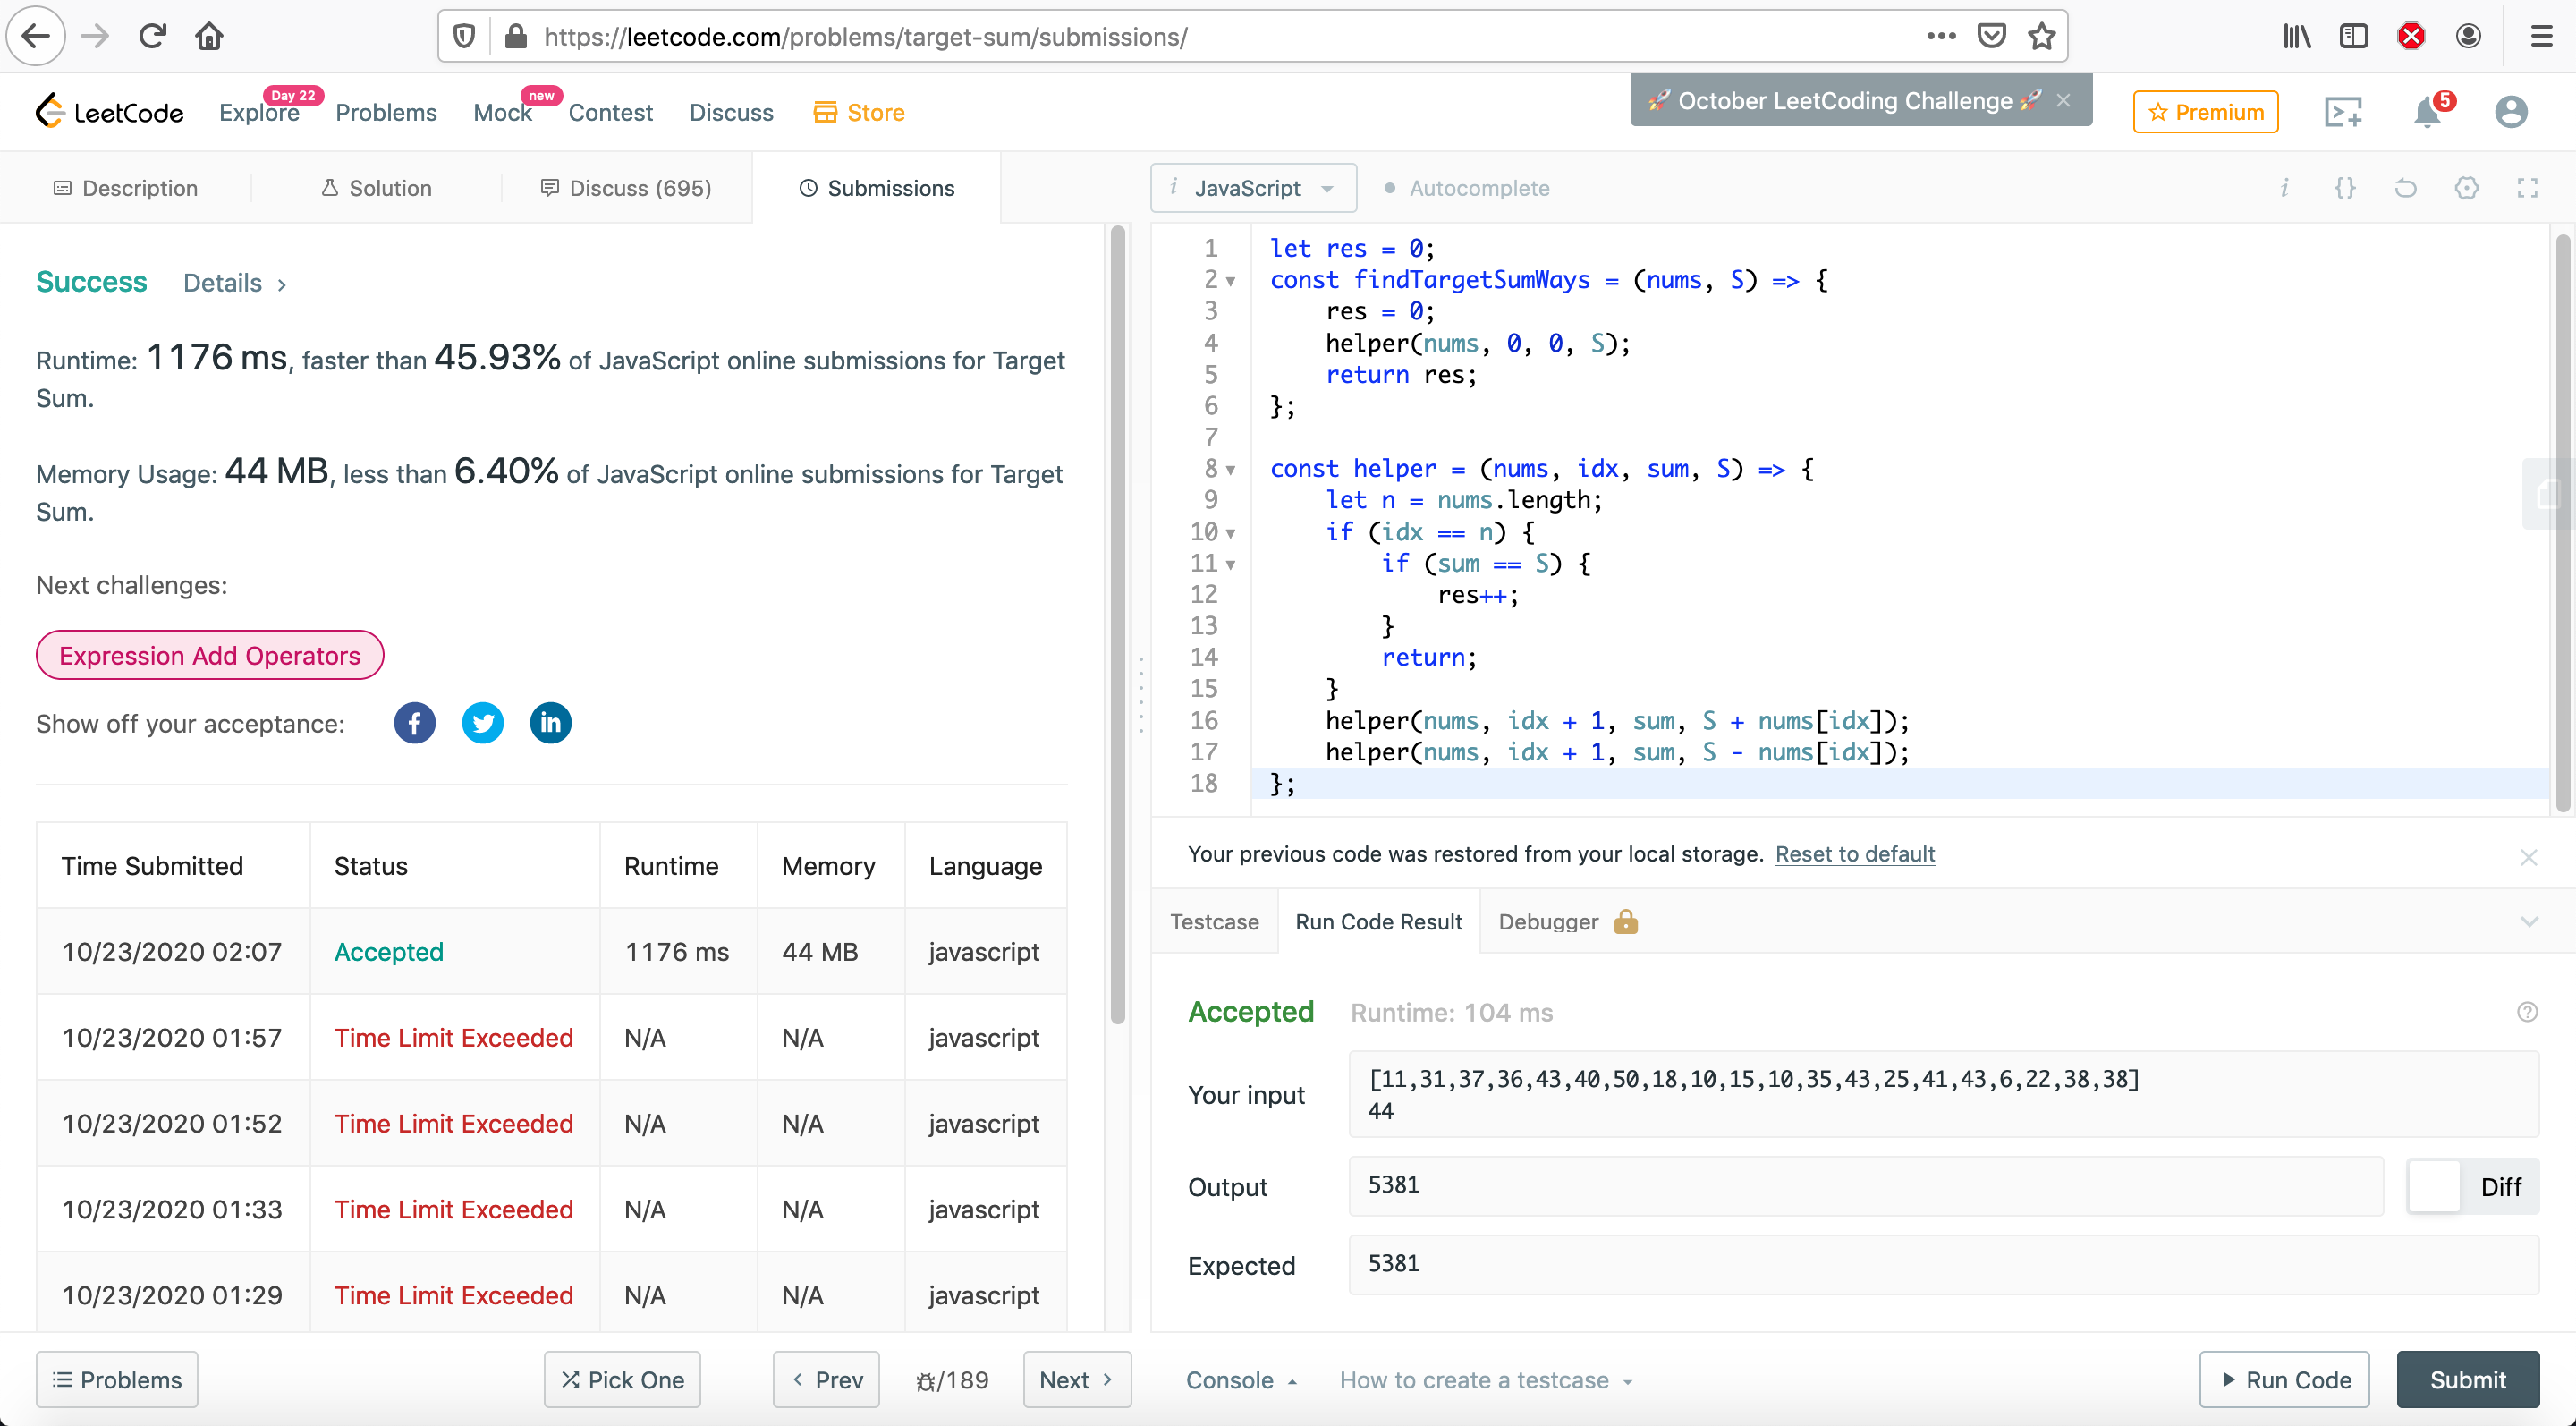 https://leetcode.com/problems/target-sum/submissions/
LeetCode
Explore
Day 22
Problems
Mock
new
Contest
Discuss
Store
🚀 October LeetCoding Challenge 🚀 ×
Premium
5
Description
Solution
Discuss (695)
Submissions
i JavaScript
Autocomplete
i {}
Success Details >
Runtime: 1176 ms, faster than 45.93% of JavaScript online submissions for Target
Sum.
Memory Usage: 44 MB, less than 6.40% of JavaScript online submissions for Target
Sum.
Next challenges:
Expression Add Operators
Show off your acceptance: f in
Time Submitted Status Runtime Memory Language
10/23/2020 02:07 Accepted 1176 ms 44 MB javascript
10/23/2020 01:57 Time Limit Exceeded N/A N/A javascript
10/23/2020 01:52 Time Limit Exceeded N/A N/A javascript
10/23/2020 01:33 Time Limit Exceeded N/A N/A javascript
10/23/2020 01:29 Time Limit Exceeded N/A N/A javascript
1 let res = 0;
2 const findTargetSumWays = (nums, S) => {
3     res = 0;
4     helper(nums, 0, 0, S);
5     return res;
6 };
7
8 const helper = (nums, idx, sum, S) => {
9     let n = nums.length;
10     if (idx == n) {
11         if (sum == S) {
12             res++;
13         }
14         return;
15     }
16     helper(nums, idx + 1, sum, S + nums[idx]);
17     helper(nums, idx + 1, sum, S - nums[idx]);
18 };
Your previous code was restored from your local storage. Reset to default
Testcase
Run Code Result
Debugger
Accepted Runtime: 104 ms
Your input
[11,31,37,36,43,40,50,18,10,15,10,35,43,25,41,43,6,22,38,38]
44
Output 5381 Diff
Expected 5381
Problems
Pick One
< Prev
/189
Next >
Console
How to create a testcase
Run Code
Submit